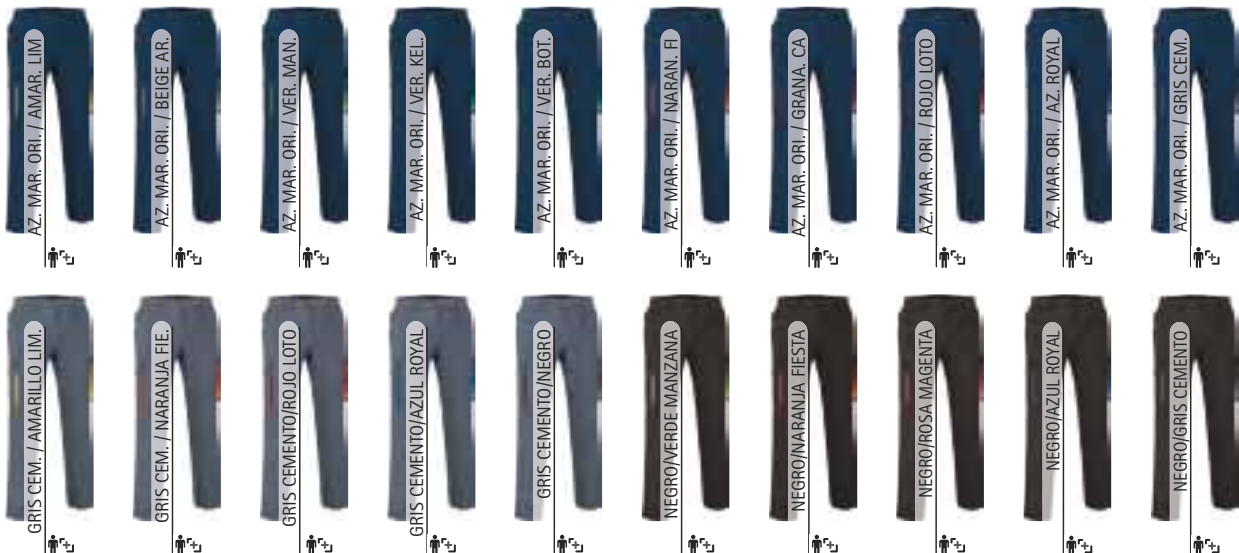 AZ. MAR. ORI. / AMAR. LIM
AZ. MAR. ORI. / BEIGE AR.
AZ. MAR. ORI. / VER. MAN.
AZ. MAR. ORI. / VER. KEL.
AZ. MAR. ORI. / VER. BOT.
AZ. MAR. ORI. / NARAN. FI
AZ. MAR. ORI. / GRANA. CA
AZ. MAR. ORI. / ROJO LOTO
AZ. MAR. ORI. / AZ. ROYAL
AZ. MAR. ORI. / GRIS CEM.
GRIS CEM. / AMARILLO LIM.
GRIS CEM. / NARANJA FIE.
GRIS CEMENTO/ROJO LOTO
GRIS CEMENTO/AZUL ROYAL
GRIS CEMENTO/NEGRO
NEGRO/VERDE MANZANA
NEGRO/NARANJA FIESTA
NEGRO/ROSA MAGENTA
NEGRO/AZUL ROYAL
NEGRO/GRIS CEMENTO